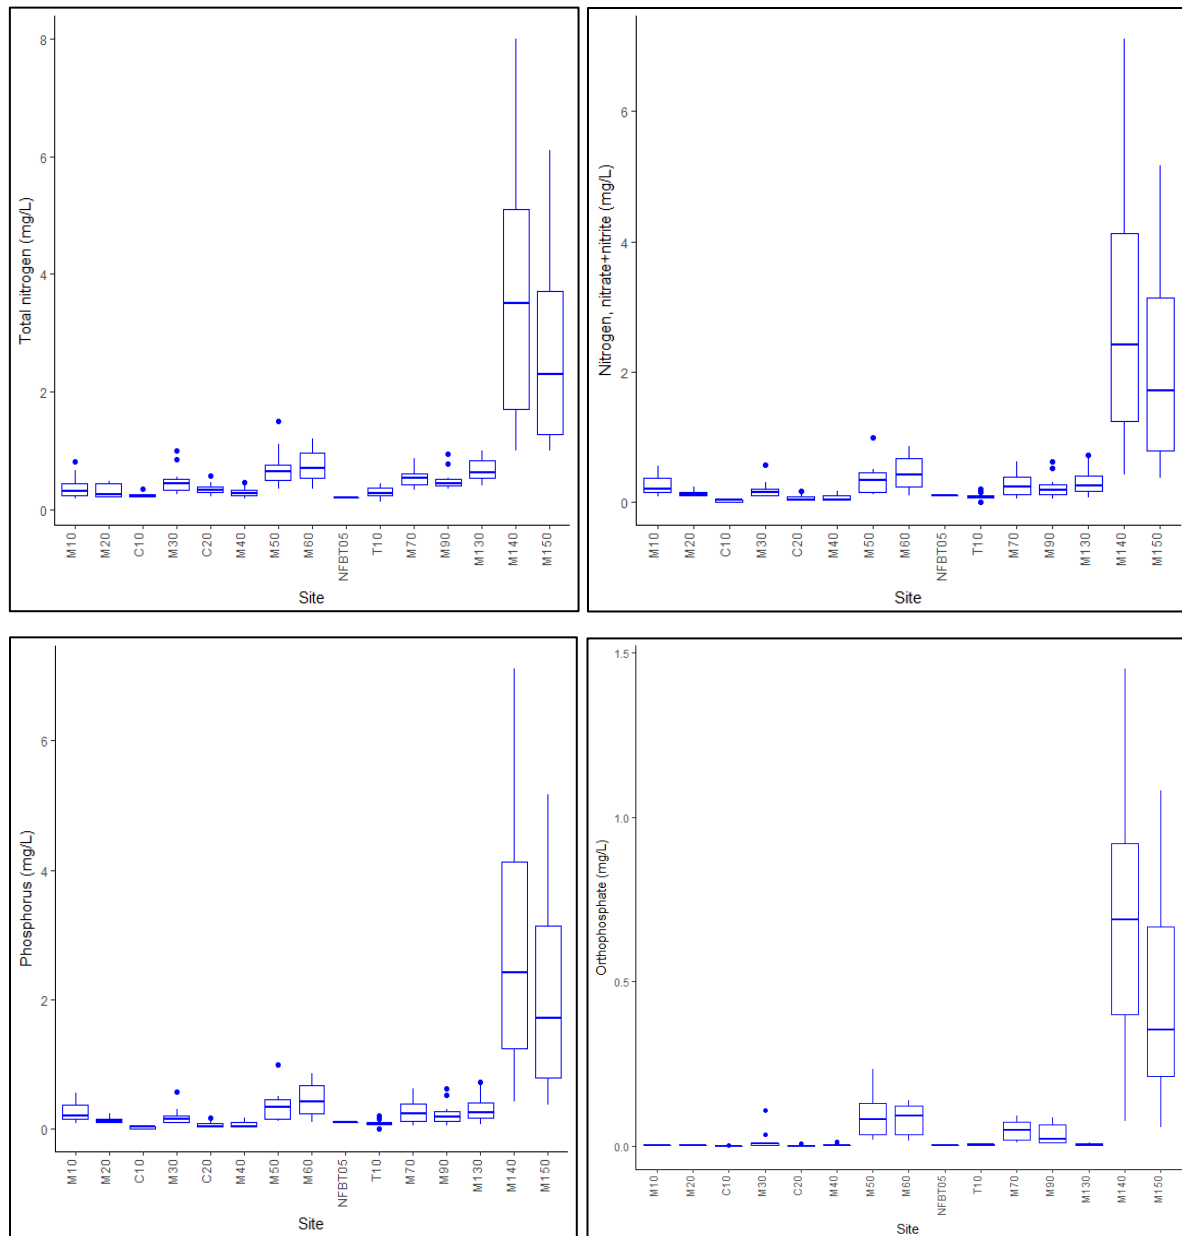 Total nitrogen (mg/L)
8
6
4
2
0
M10 M20 C10 M30 C20 M40 M50 M60 NFBT05 T10 M70 M90 M130 M140 M150
Site
Nitrogen, nitrate+nitrite (mg/L)
6
4
2
0
M10 M20 C10 M30 C20 M40 M50 M60 NFBT05 T10 M70 M90 M130 M140 M150
Site
Phosphorus (mg/L)
6
4
2
0
M10 M20 C10 M30 C20 M40 M50 M60 NFBT05 T10 M70 M90 M130 M140 M150
Site
Orthophosphate (mg/L)
1.5
1.0
0.5
0.0
M10 M20 C10 M30 C20 M40 M50 M60 NFBT05 T10 M70 M90 M130 M140 M150
Site